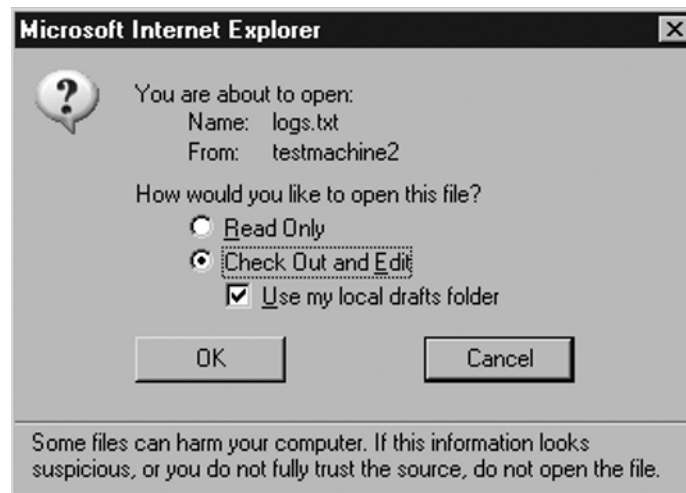 Microsoft Internet Explorer
?
You are about to open:
Name: logs.txt
From: testmachine2
How would you like to open this file?
Read Only
Check Out and Edit
Use my local drafts folder
OK Cancel
Some files can harm your computer. If this information looks
suspicious, or you do not fully trust the source, do not open the file.